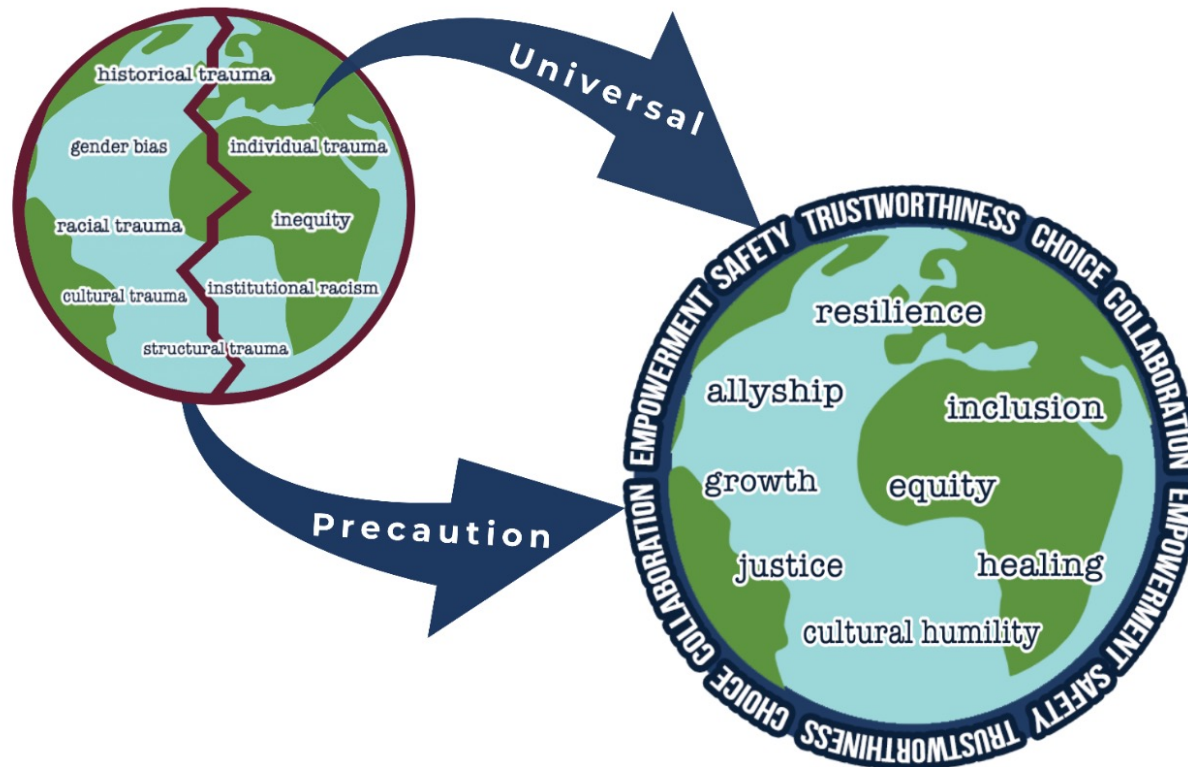 historical trauma
gender bias
individual trauma
racial trauma
inequity
cultural trauma
institutional racism
structural trauma
Universal
Precaution
SAFETY TRUSTWORTHINESS CHOICE COLLABORATION EMPOWERMENT SAFETY TRUSTWORTHINESS CHOICE COLLABORATION EMPOWERMENT
resilience
allyship
inclusion
growth
equity
justice
healing
cultural humility